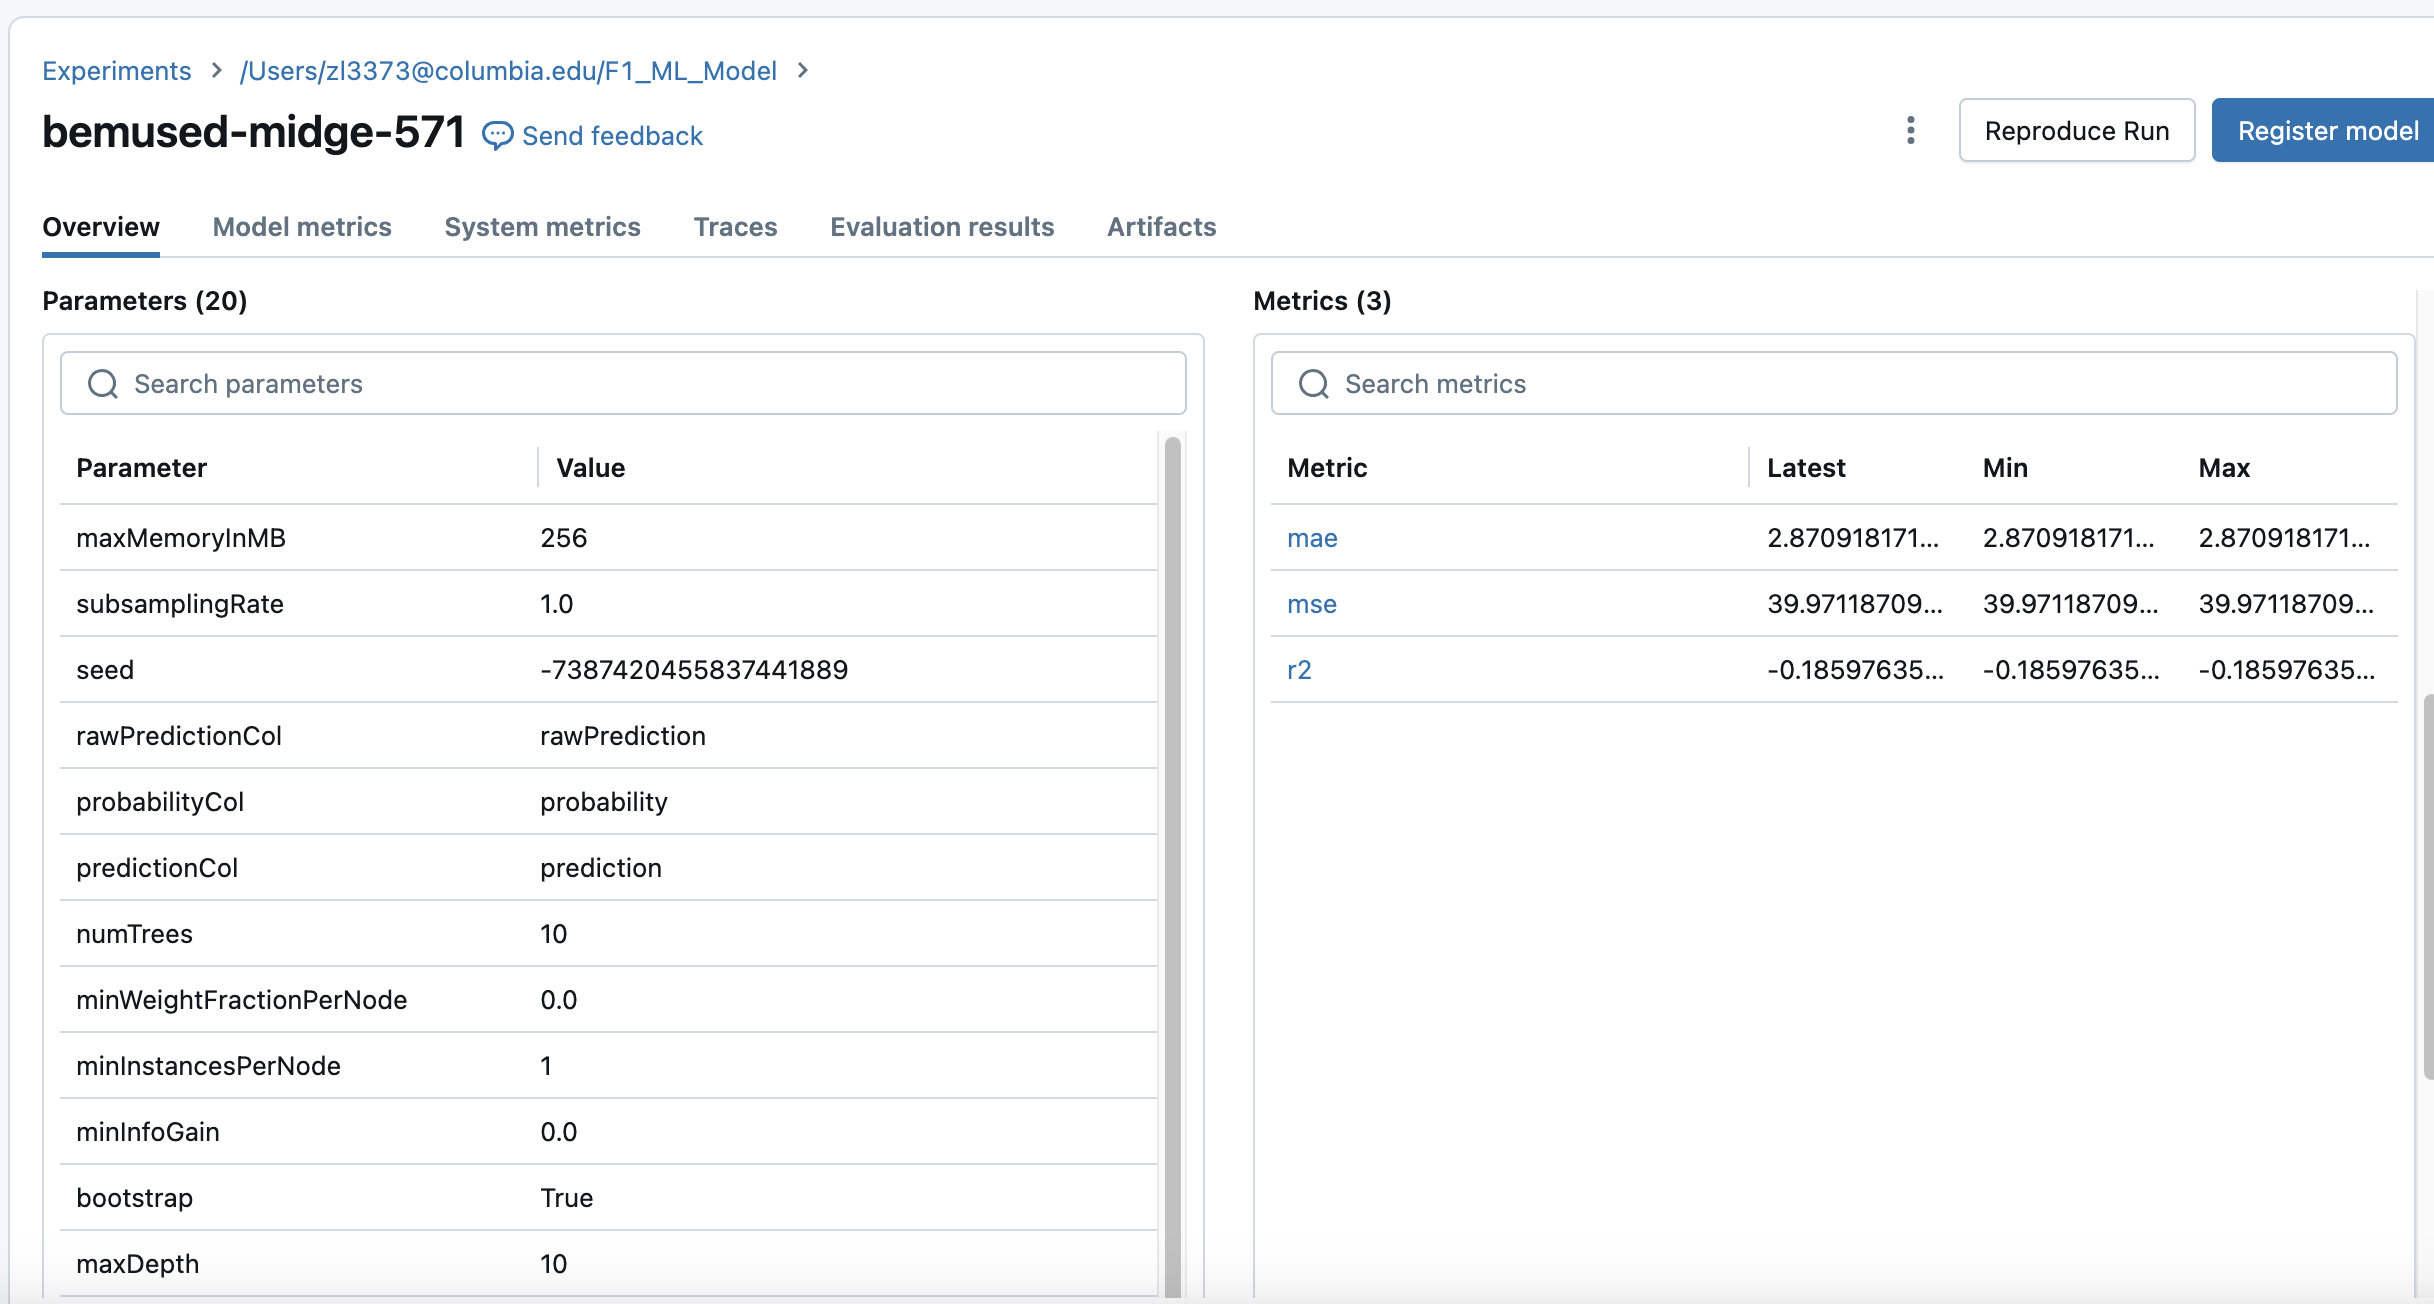 Experiments > /Users/zl3373@columbia.edu/F1_ML_Model >
bemused-midge-571 Send feedback
Reproduce Run
Register model
Overview Model metrics System metrics Traces Evaluation results Artifacts
Parameters (20)
Search parameters
Parameter Value
maxMemoryInMB 256
subsamplingRate 1.0
seed -7387420455837441889
rawPredictionCol rawPrediction
probabilityCol probability
predictionCol prediction
numTrees 10
minWeightFractionPerNode 0.0
minInstancesPerNode 1
minInfoGain 0.0
bootstrap True
maxDepth 10
Metrics (3)
Search metrics
Metric Latest Min Max
mae 2.870918171... 2.870918171... 2.870918171...
mse 39.97118709... 39.97118709... 39.97118709...
r2 -0.18597635... -0.18597635... -0.18597635...